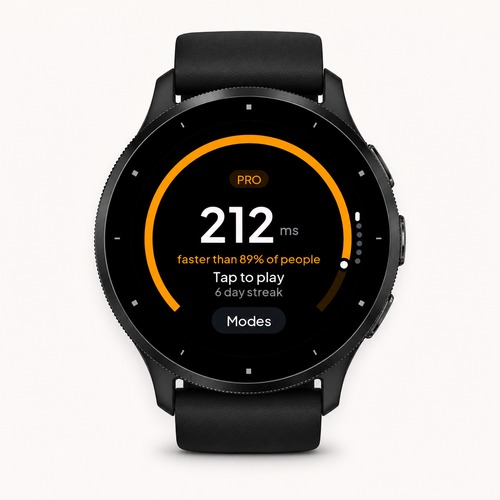 PRO
212 ms
faster than 89% of people
Tap to play
6 day streak
Modes